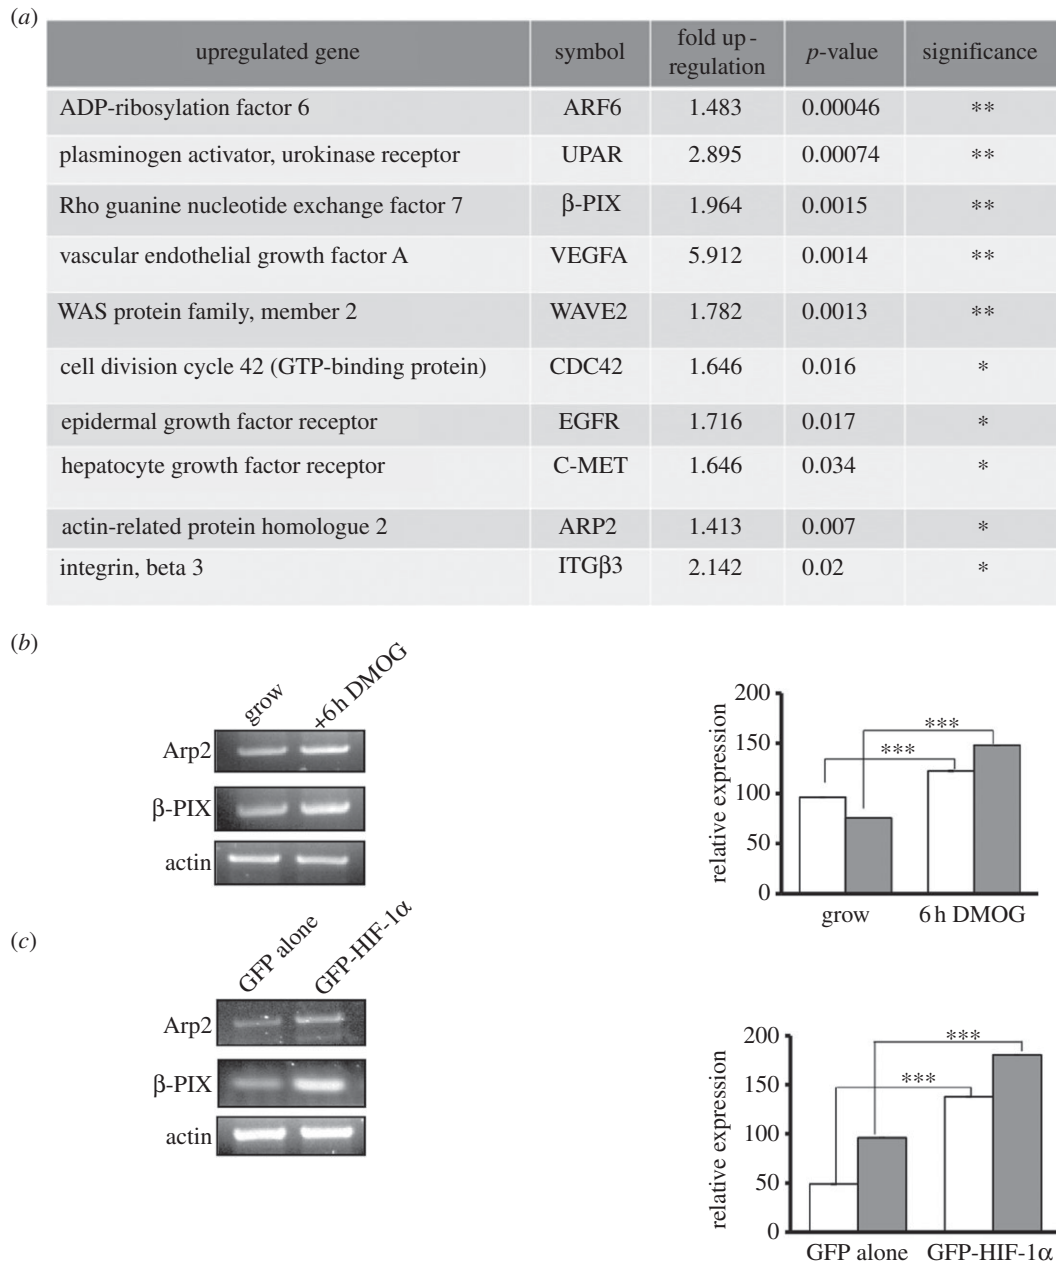 (a)
upregulated gene symbol fold up- regulation p-value significance
ADP-ribosylation factor 6 ARF6 1.483 0.00046 **
plasminogen activator, urokinase receptor UPAR 2.895 0.00074 **
Rho guanine nucleotide exchange factor 7 β-PIX 1.964 0.0015 **
vascular endothelial growth factor A VEGFA 5.912 0.0014 **
WAS protein family, member 2 WAVE2 1.782 0.0013 **
cell division cycle 42 (GTP-binding protein) CDC42 1.646 0.016 *
epidermal growth factor receptor EGFR 1.716 0.017 *
hepatocyte growth factor receptor C-MET 1.646 0.034 *
actin-related protein homologue 2 ARP2 1.413 0.007 *
integrin, beta 3 ITGβ3 2.142 0.02 *
(b)
grow +6 h DMOG
Arp2
β-PIX
actin
relative expression
200
150
100
50
0
***
***
grow 6 h DMOG
(c)
GFP alone GFP-HIF-1α
Arp2
β-PIX
actin
relative expression
200
150
100
50
0
***
***
GFP alone GFP-HIF-1α